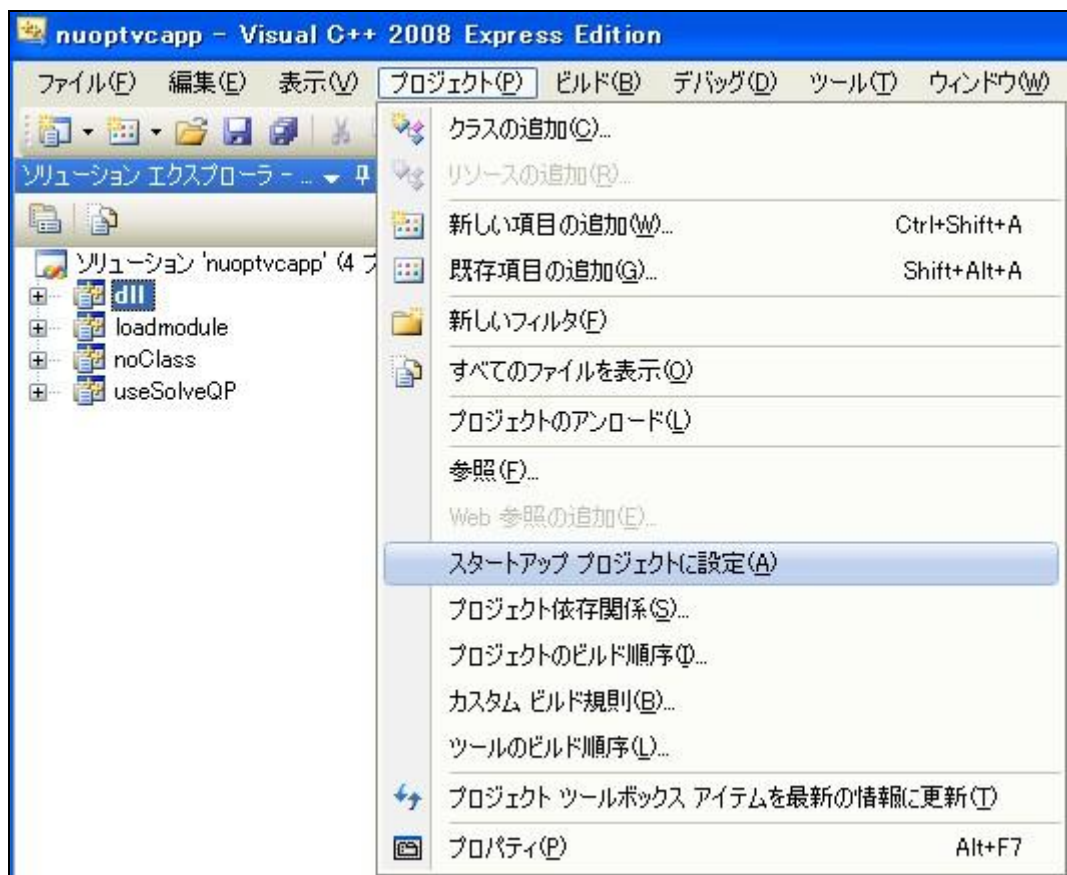 nuoptvcapp - Visual C++ 2008 Express Edition
ファイル(F) 編集(E) 表示(V) プロジェクト(P) ビルド(B) デバッグ(D) ツール(T) ウィンドウ(W)
ソリューション エクスプローラ - ...
ソリューション 'nuoptvcapp' (4 プ
dll
loadmodule
noClass
useSolveQP
クラスの追加(C)...
リソースの追加(R)...
新しい項目の追加(W)... Ctrl+Shift+A
既存項目の追加(G)... Shift+Alt+A
新しいフィルタ(F)
すべてのファイルを表示(O)
プロジェクトのアンロード(L)
参照(F)...
Web 参照の追加(E)...
スタートアップ プロジェクトに設定(A)
プロジェクト依存関係(S)...
プロジェクトのビルド順序(I)...
カスタム ビルド規則(B)...
ツールのビルド順序(L)...
プロジェクト ツールボックス アイテムを最新の情報に更新(T)
プロパティ(P) Alt+F7